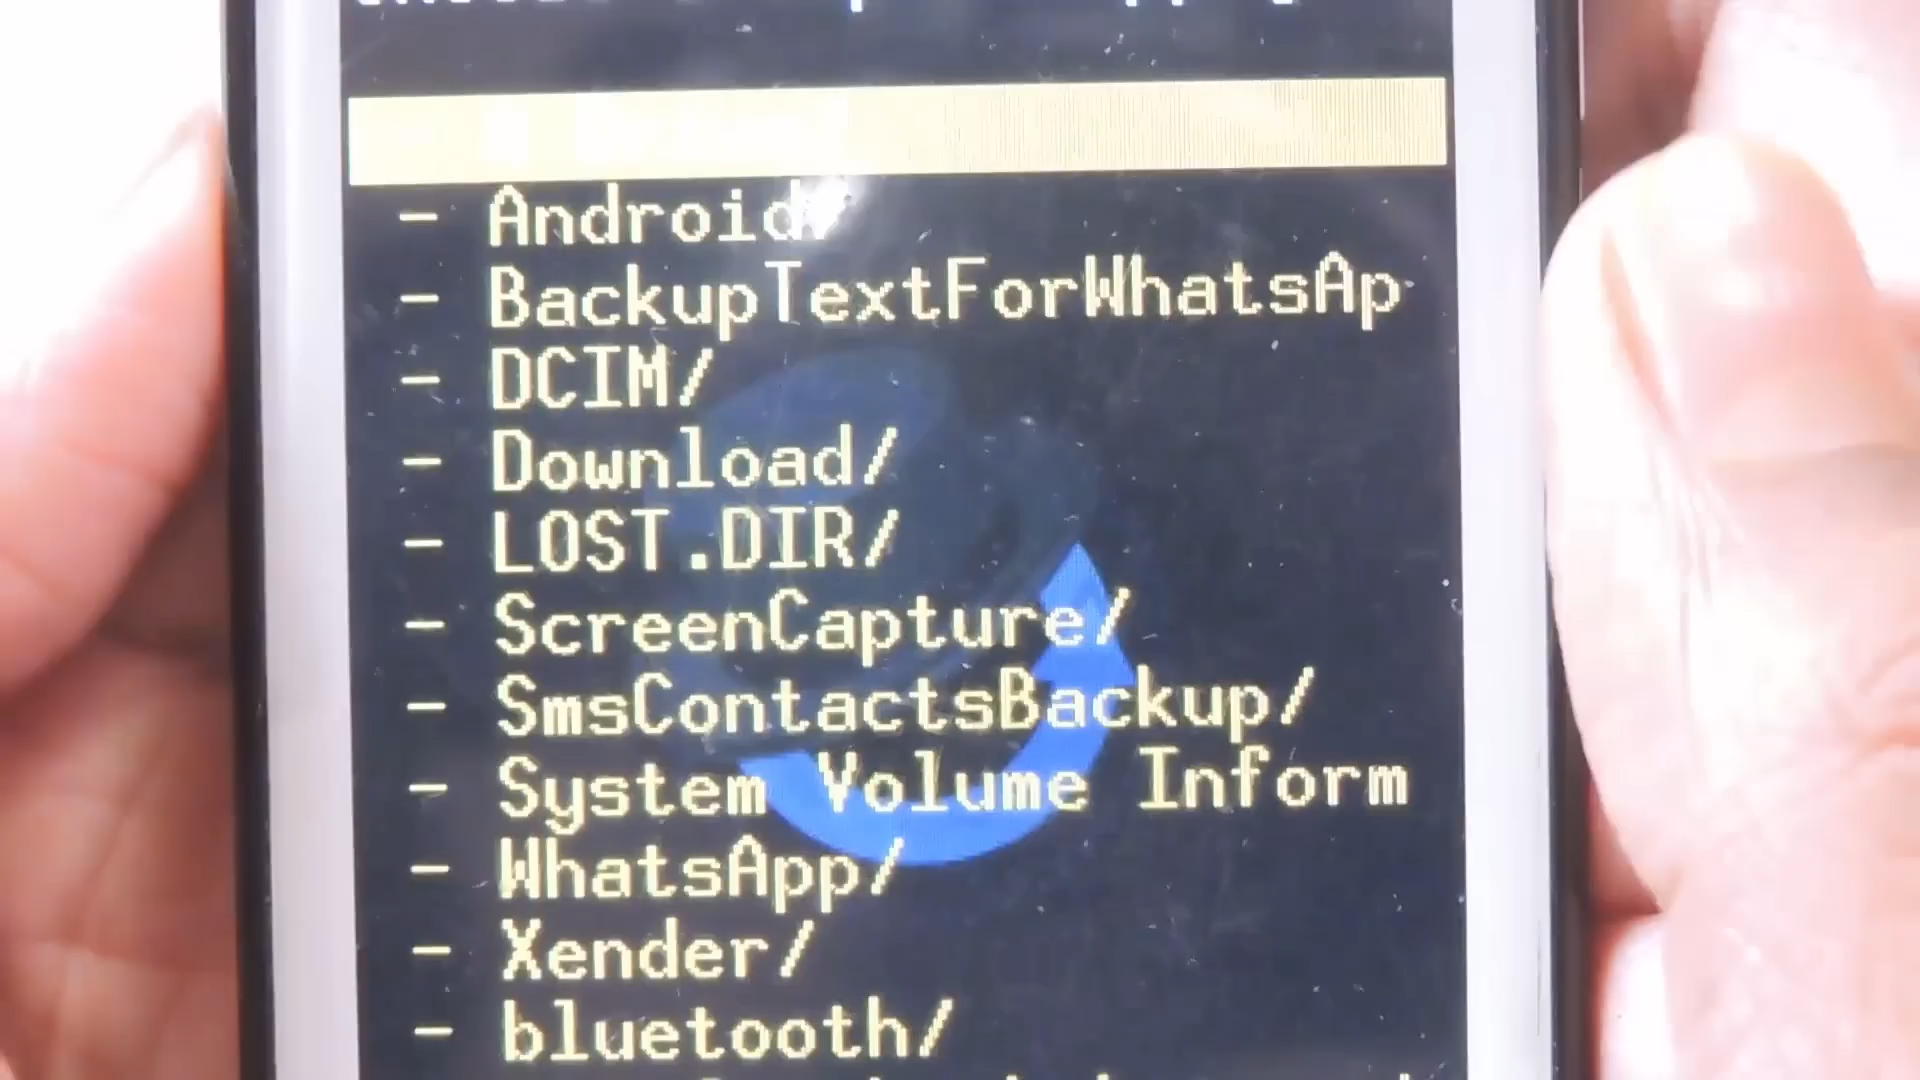 - Android/
- BackupTextForWhatsAp
- DCIM/
- Download/
- LOST.DIR/
- ScreenCapture/
- SmsContactsBackup/
- System Volume Inform
- WhatsApp/
- Xender/
- bluetooth/